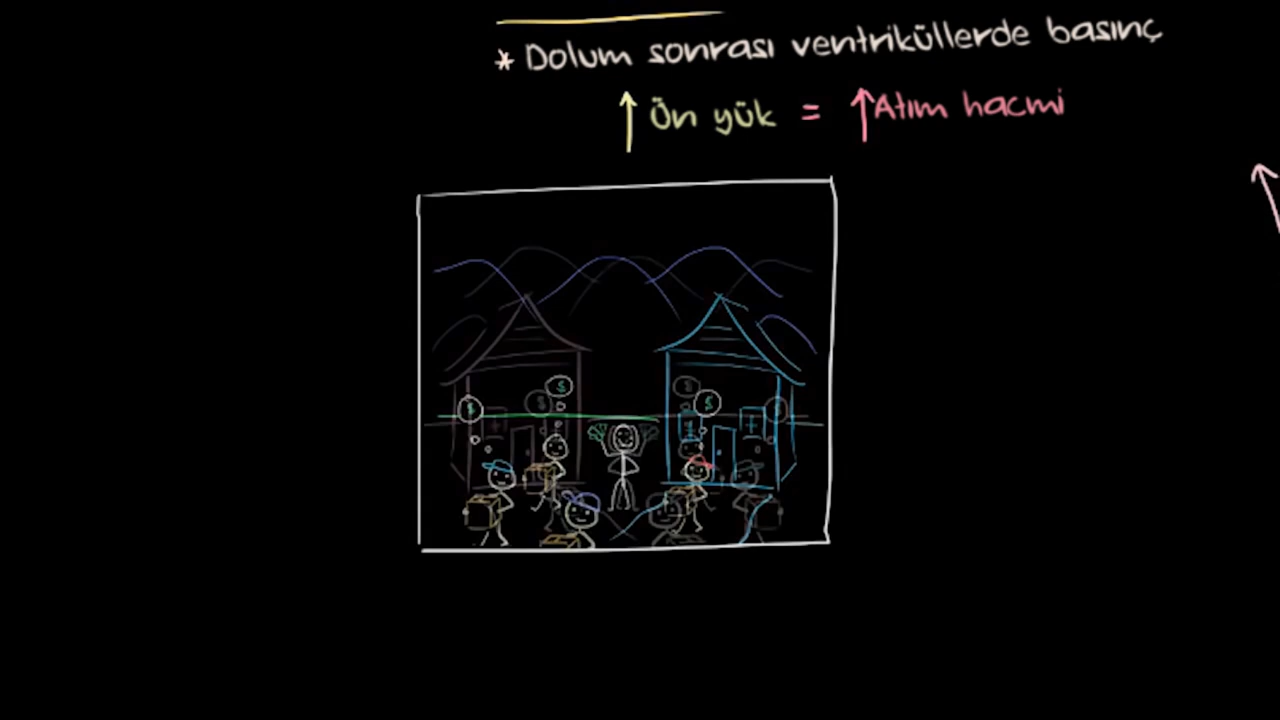 * Dolum sonrası ventriküllerde basınç
↑ Ön yük = ↑ Atım hacmi
$ $ $ $ $ $